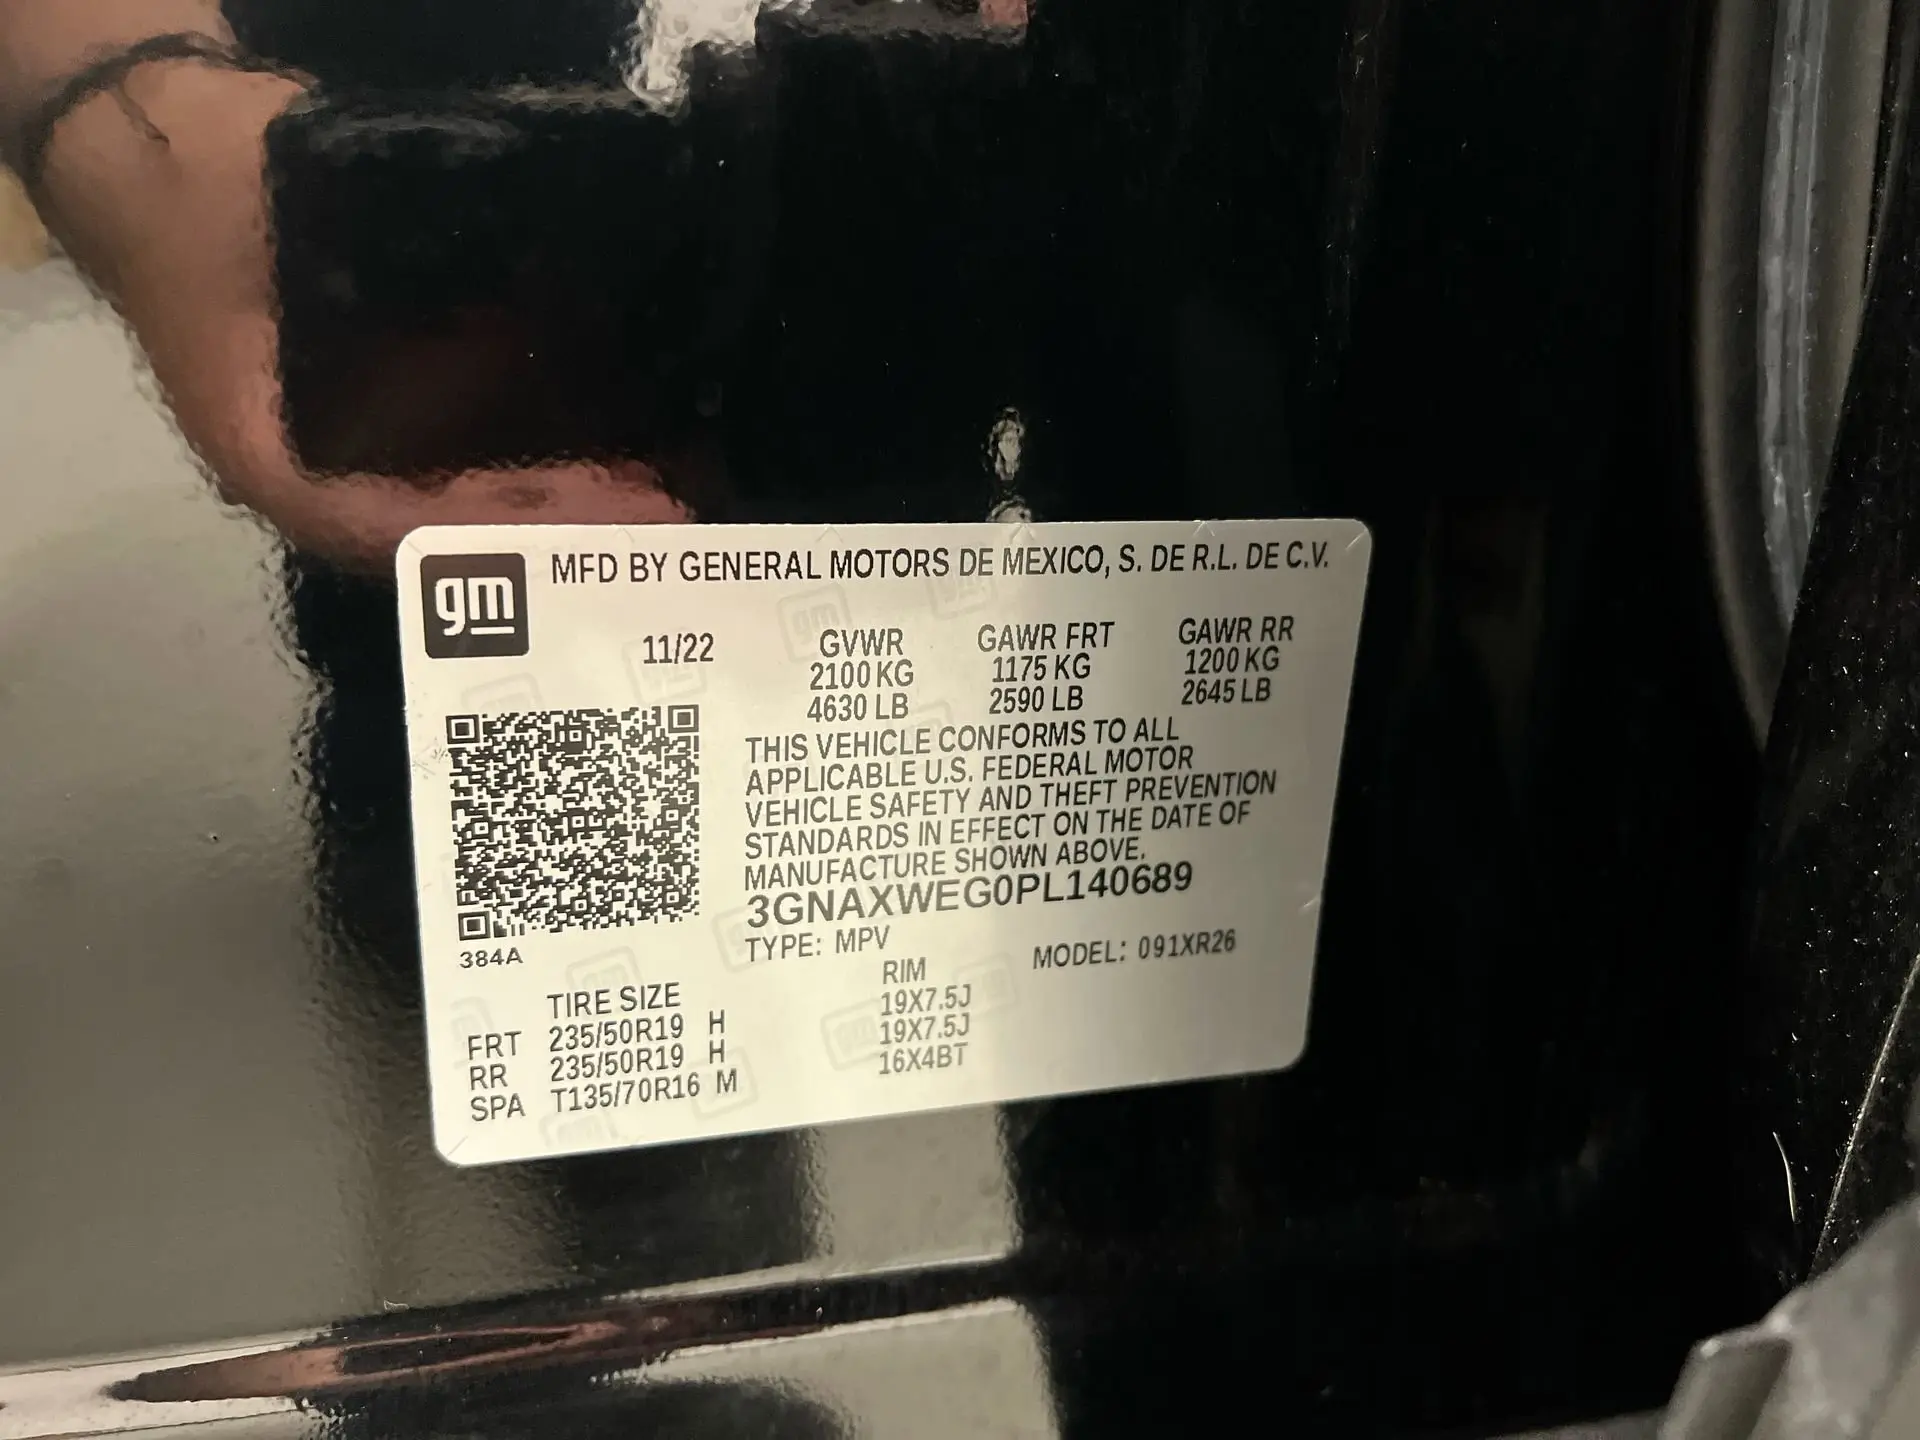 gm
MFD BY GENERAL MOTORS DE MEXICO, S. DE R.L. DE C.V.
11/22 GVWR GAWR FRT GAWR RR
2100 KG 1175 KG 1200 KG
4630 LB 2590 LB 2645 LB
THIS VEHICLE CONFORMS TO ALL
APPLICABLE U.S. FEDERAL MOTOR
VEHICLE SAFETY AND THEFT PREVENTION
STANDARDS IN EFFECT ON THE DATE OF
MANUFACTURE SHOWN ABOVE.
3GNAXWEG0PL140689
384A TYPE: MPV MODEL: 091XR26
TIRE SIZE RIM
FRT 235/50R19 H 19X7.5J
RR 235/50R19 H 19X7.5J
SPA T135/70R16 M 16X4BT